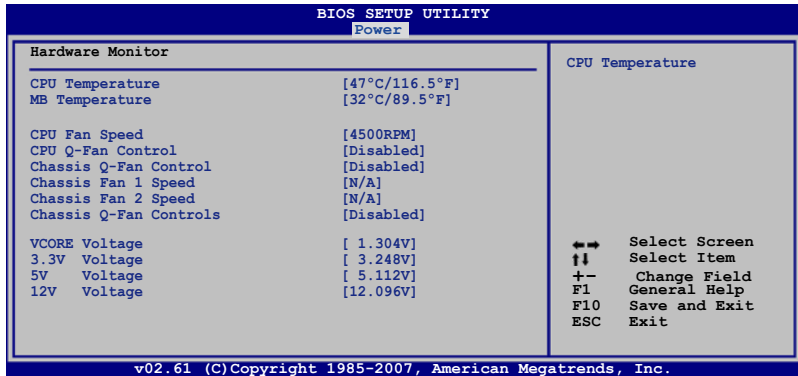 BIOS SETUP UTILITY
Power
Hardware Monitor
CPU Temperature [47°C/116.5°F]
MB Temperature [32°C/89.5°F]
CPU Fan Speed [4500RPM]
CPU Q-Fan Control [Disabled]
Chassis Q-Fan Control [Disabled]
Chassis Fan 1 Speed [N/A]
Chassis Fan 2 Speed [N/A]
Chassis Q-Fan Controls [Disabled]
VCORE Voltage [ 1.304V]
3.3V Voltage [ 3.248V]
5V Voltage [ 5.112V]
12V Voltage [12.096V]
CPU Temperature
←→ Select Screen
↑↓ Select Item
+- Change Field
F1 General Help
F10 Save and Exit
ESC Exit
v02.61 (C)Copyright 1985-2007, American Megatrends, Inc.